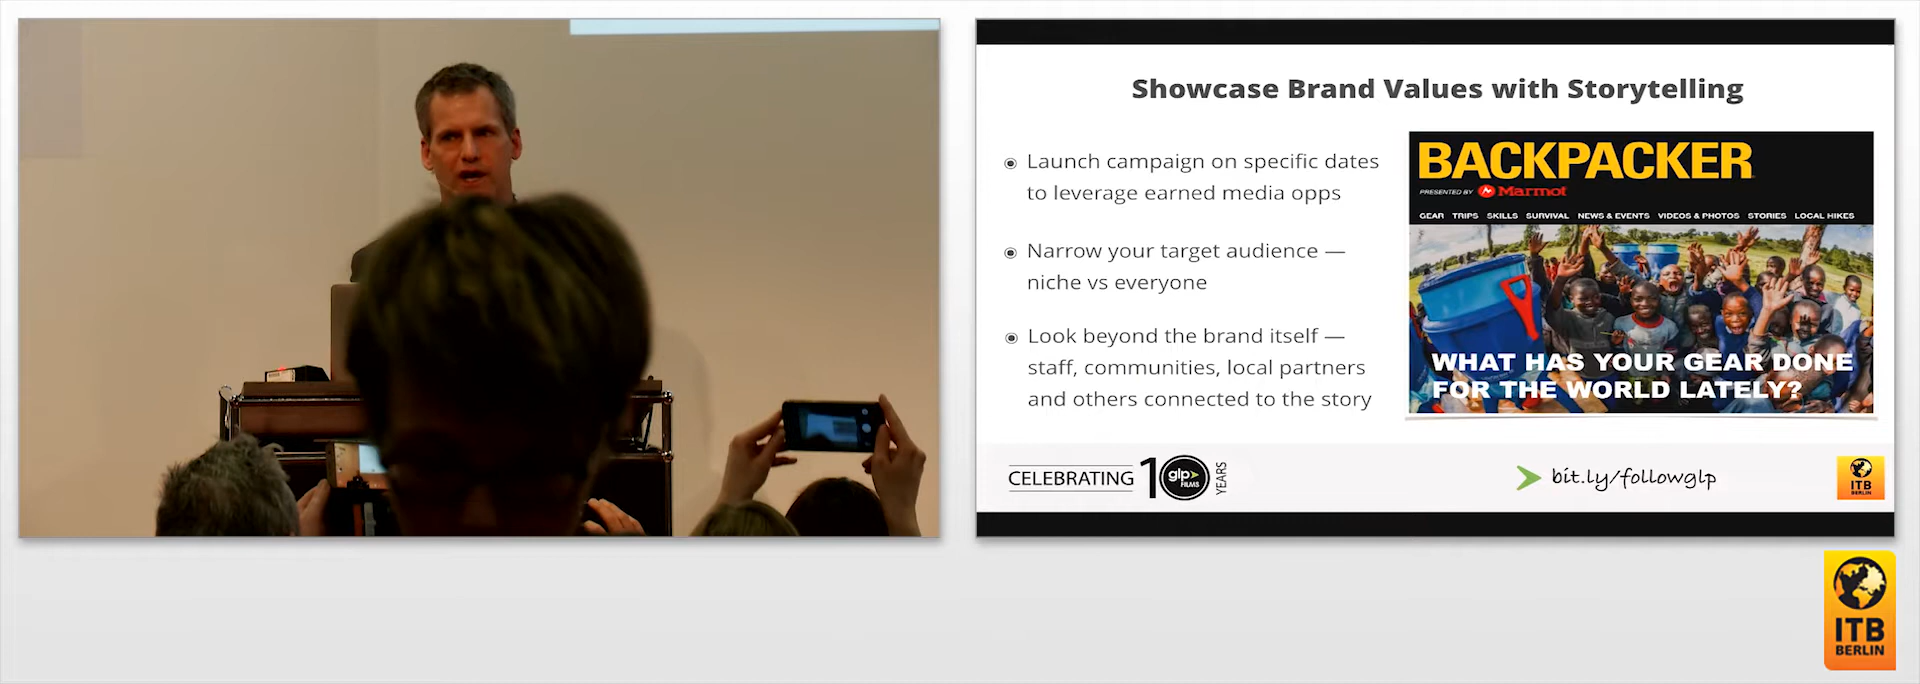 Showcase Brand Values with Storytelling
Launch campaign on specific dates
to leverage earned media opps
Narrow your target audience —
niche vs everyone
Look beyond the brand itself —
staff, communities, local partners
and others connected to the story
BACKPACKER
PRESENTED BY Marmot
GEAR TRIPS SKILLS SURVIVAL NEWS & EVENTS VIDEOS & PHOTOS STORIES LOCAL HIKES
WHAT HAS YOUR GEAR DONE
FOR THE WORLD LATELY?
CELEBRATING 10 glp FILMS YEARS
bit.ly/followglp
ITB
BERLIN
ITB
BERLIN